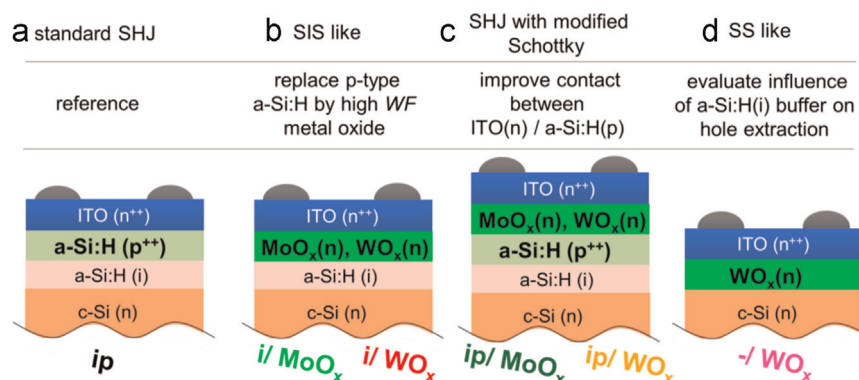 a standard SHJ
b SIS like
c SHJ with modified
Schottky
d SS like
reference
replace p-type
a-Si:H by high WF
metal oxide
improve contact
between
ITO(n) / a-Si:H(p)
evaluate influence
of a-Si:H(i) buffer on
hole extraction
ITO (n⁺⁺)
a-Si:H (p⁺⁺)
a-Si:H (i)
c-Si (n)
ip
ITO (n⁺⁺)
MoOₓ(n), WOₓ(n)
a-Si:H (i)
c-Si (n)
i/ MoOₓ i/ WOₓ
ITO (n⁺⁺)
MoOₓ(n), WOₓ(n)
a-Si:H (p⁺⁺)
a-Si:H (i)
c-Si (n)
ip/ MoOₓ ip/ WOₓ
ITO (n⁺⁺)
WOₓ(n)
c-Si (n)
-/ WOₓ